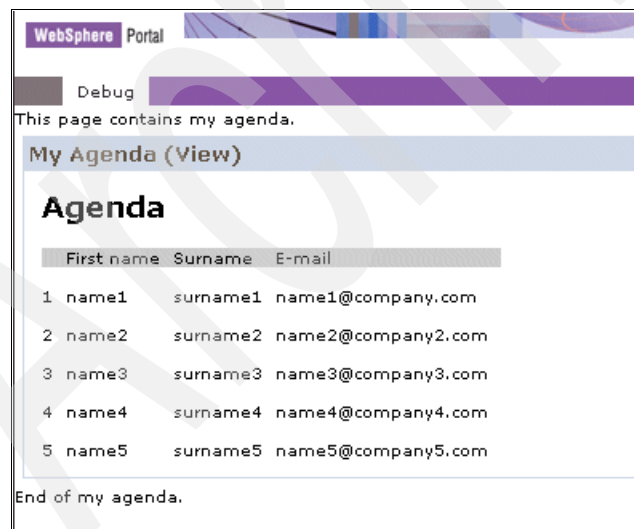 WebSphere Portal
Debug
This page contains my agenda.
My Agenda (View)
Agenda
First name Surname E-mail
1 name1 surname1 name1@company.com
2 name2 surname2 name2@company2.com
3 name3 surname3 name3@company3.com
4 name4 surname4 name4@company4.com
5 name5 surname5 name5@company5.com
End of my agenda.